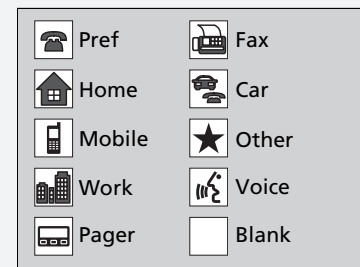 Pref
Fax
Home
Car
Mobile
Other
Work
Voice
Pager
Blank